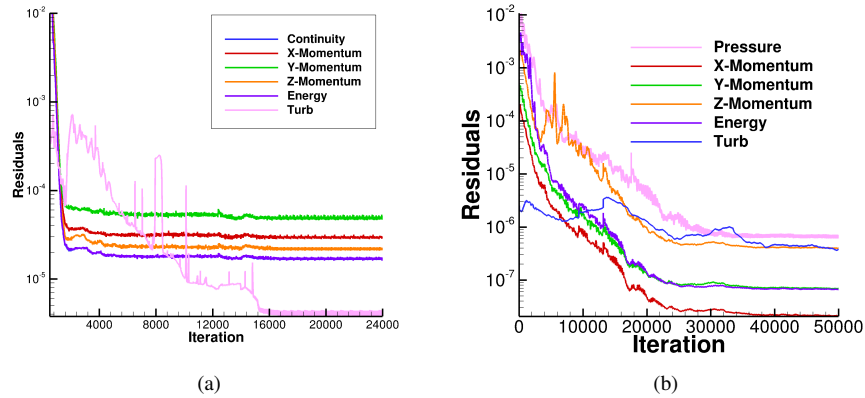 10^-2
10^-3
10^-4
10^-5
Residuals
4000 8000 12000 16000 20000 24000
Iteration
Continuity
X-Momentum
Y-Momentum
Z-Momentum
Energy
Turb
(a)
10^-2
10^-3
10^-4
10^-5
10^-6
10^-7
Residuals
0 10000 20000 30000 40000 50000
Iteration
Pressure
X-Momentum
Y-Momentum
Z-Momentum
Energy
Turb
(b)